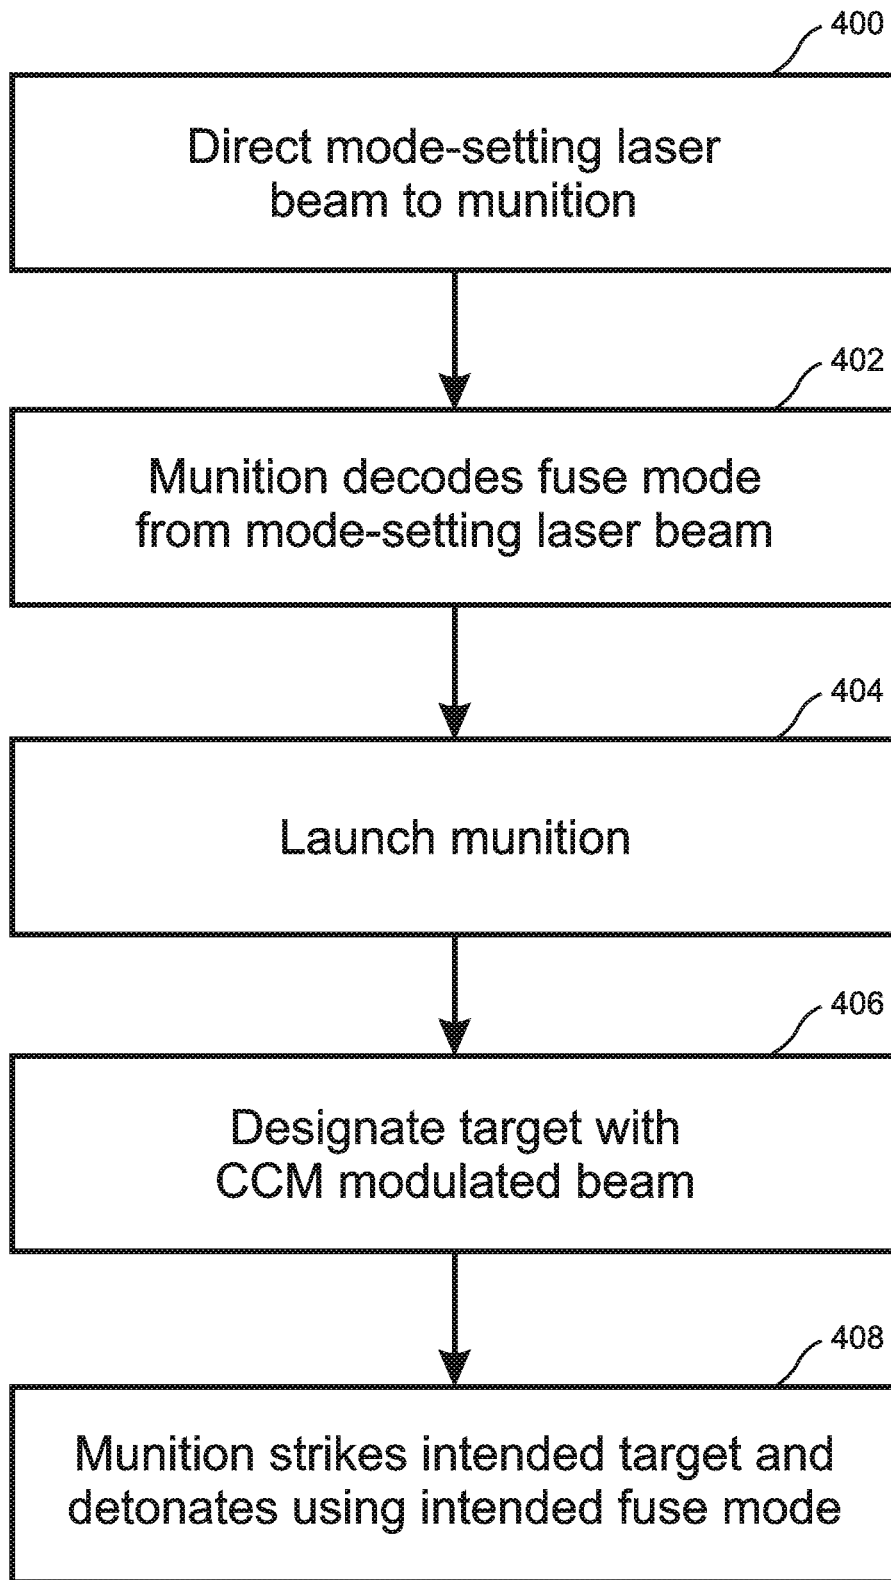 400
Direct mode-setting laser
beam to munition
402
Munition decodes fuse mode
from mode-setting laser beam
404
Launch munition
406
Designate target with
CCM modulated beam
408
Munition strikes intended target and
detonates using intended fuse mode